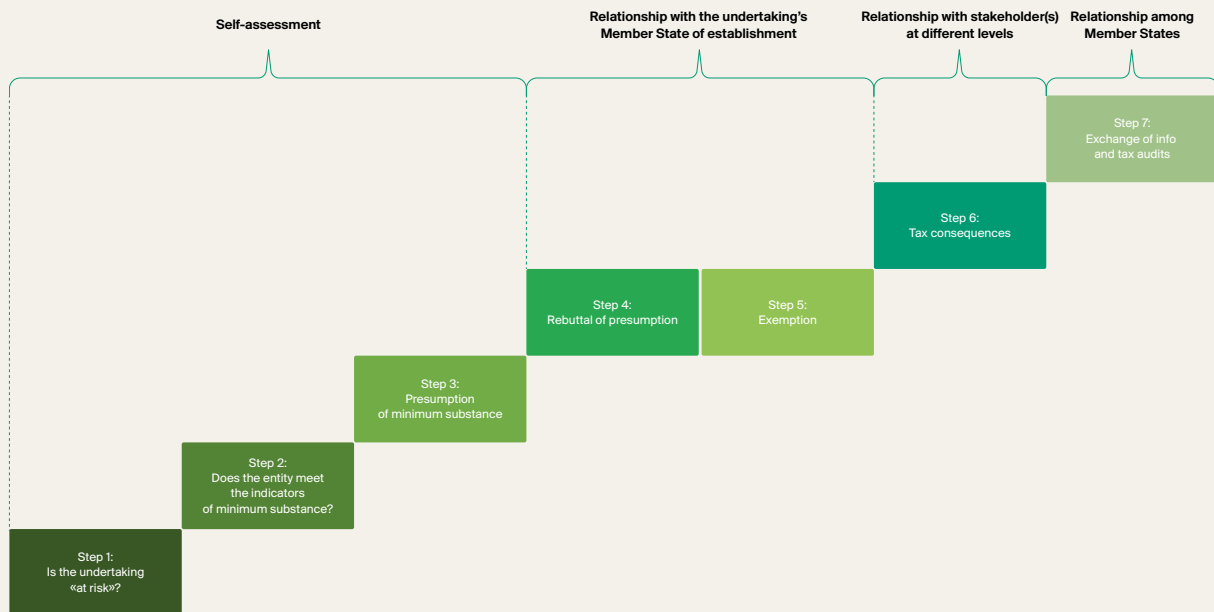 Self-assessment
Relationship with the undertaking's
Member State of establishment
Relationship with stakeholder(s)
at different levels
Relationship among
Member States
Step 7:
Exchange of info
and tax audits
Step 6:
Tax consequences
Step 4:
Rebuttal of presumption
Step 5:
Exemption
Step 3:
Presumption
of minimum substance
Step 2:
Does the entity meet
the indicators
of minimum substance?
Step 1:
Is the undertaking
«at risk»?